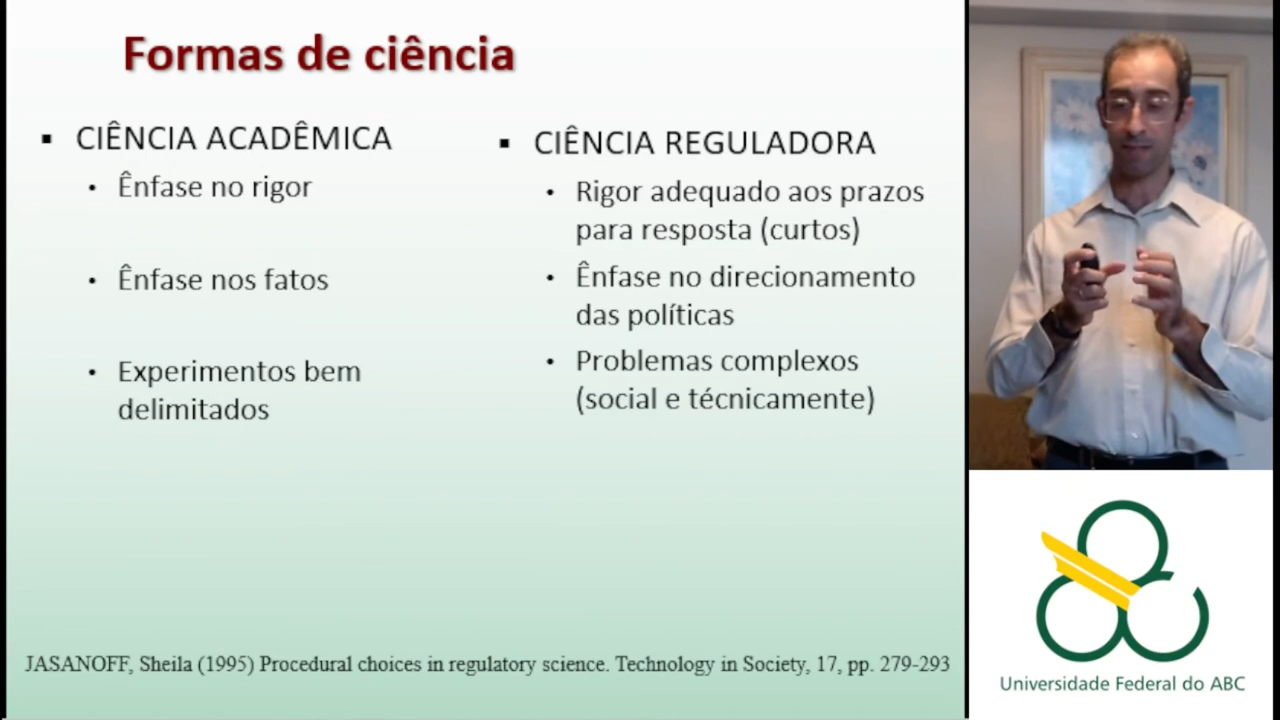 Formas de ciência
▪ CIÊNCIA ACADÊMICA
• Ênfase no rigor
• Ênfase nos fatos
• Experimentos bem
delimitados
▪ CIÊNCIA REGULADORA
• Rigor adequado aos prazos
para resposta (curtos)
• Ênfase no direcionamento
das políticas
• Problemas complexos
(social e técnicamente)
JASANOFF, Sheila (1995) Procedural choices in regulatory science. Technology in Society, 17, pp. 279-293
Universidade Federal do ABC